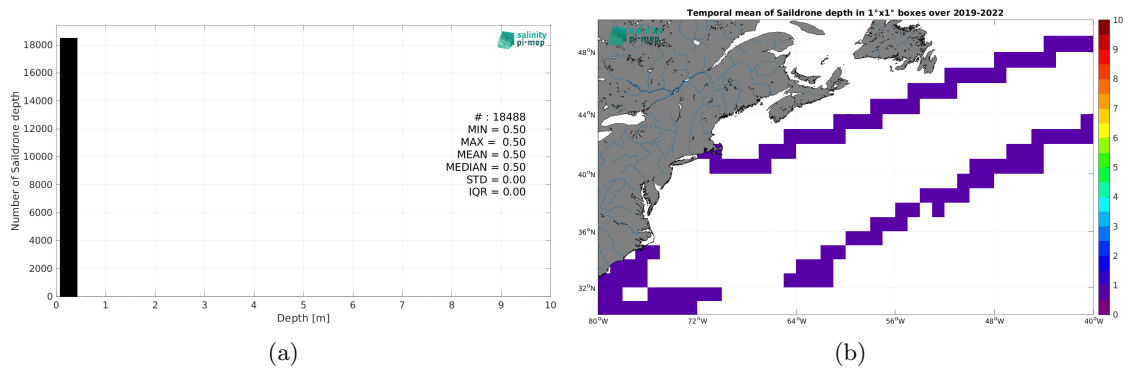 18000
16000
14000
12000
10000
8000
6000
4000
2000
0
Number of Saildrone depth
salinity
pi-mep
# : 18488
MIN = 0.50
MAX = 0.50
MEAN = 0.50
MEDIAN = 0.50
STD = 0.00
IQR = 0.00
0 1 2 3 4 5 6 7 8 9 10
Depth [m]
(a)
Temporal mean of Saildrone depth in 1°x1° boxes over 2019-2022
salinity
pi-mep
48°N
44°N
40°N
36°N
32°N
80°W 72°W 64°W 56°W 48°W 40°W
10
9
8
7
6
5
4
3
2
1
0
(b)